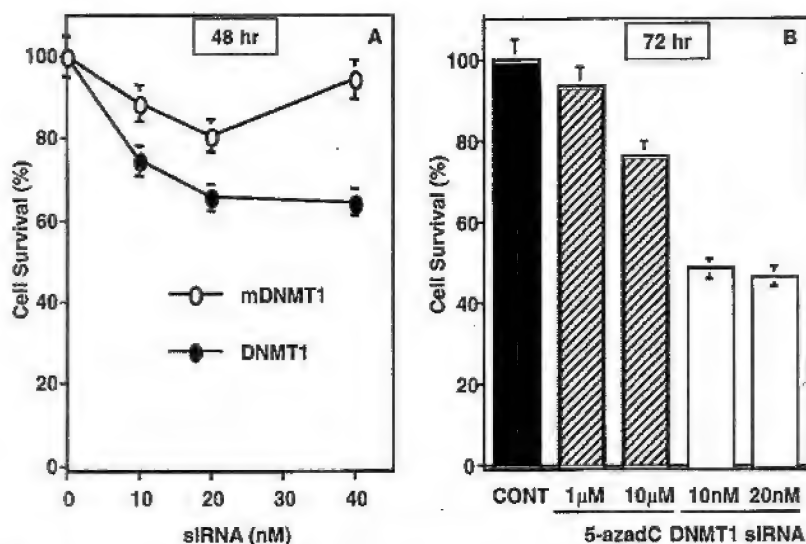 48 hr
A
100
80
60
40
20
0
Cell Survival (%)
mDNMT1
DNMT1
0 10 20 30 40
siRNA (nM)
72 hr
B
100
80
60
40
20
0
Cell Survival (%)
CONT 1µM 10µM 10nM 20nM
5-azadC DNMT1 siRNA